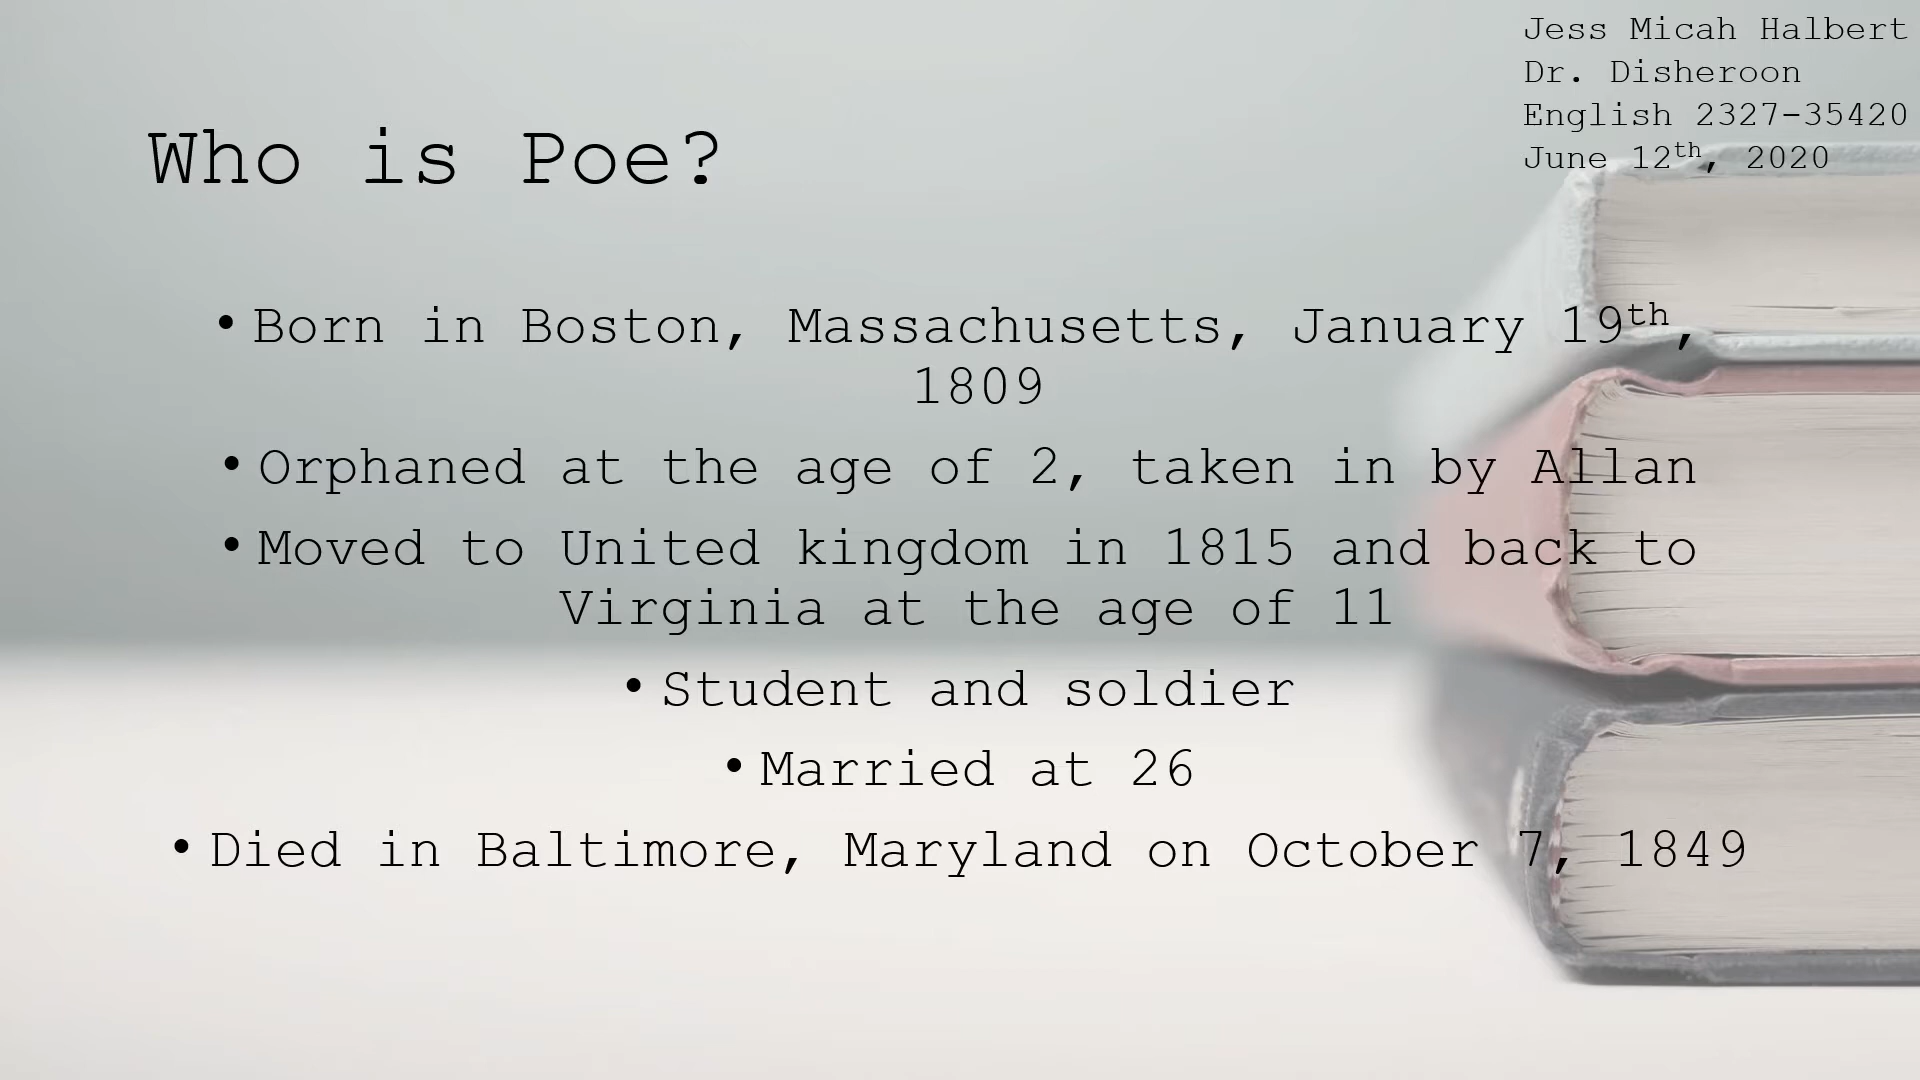 Jess Micah Halbert
Dr. Disheroon
English 2327-35420
June 12th, 2020
Who is Poe?
• Born in Boston, Massachusetts, January 19th,
1809
• Orphaned at the age of 2, taken in by Allan
• Moved to United kingdom in 1815 and back to
Virginia at the age of 11
• Student and soldier
• Married at 26
• Died in Baltimore, Maryland on October 7, 1849